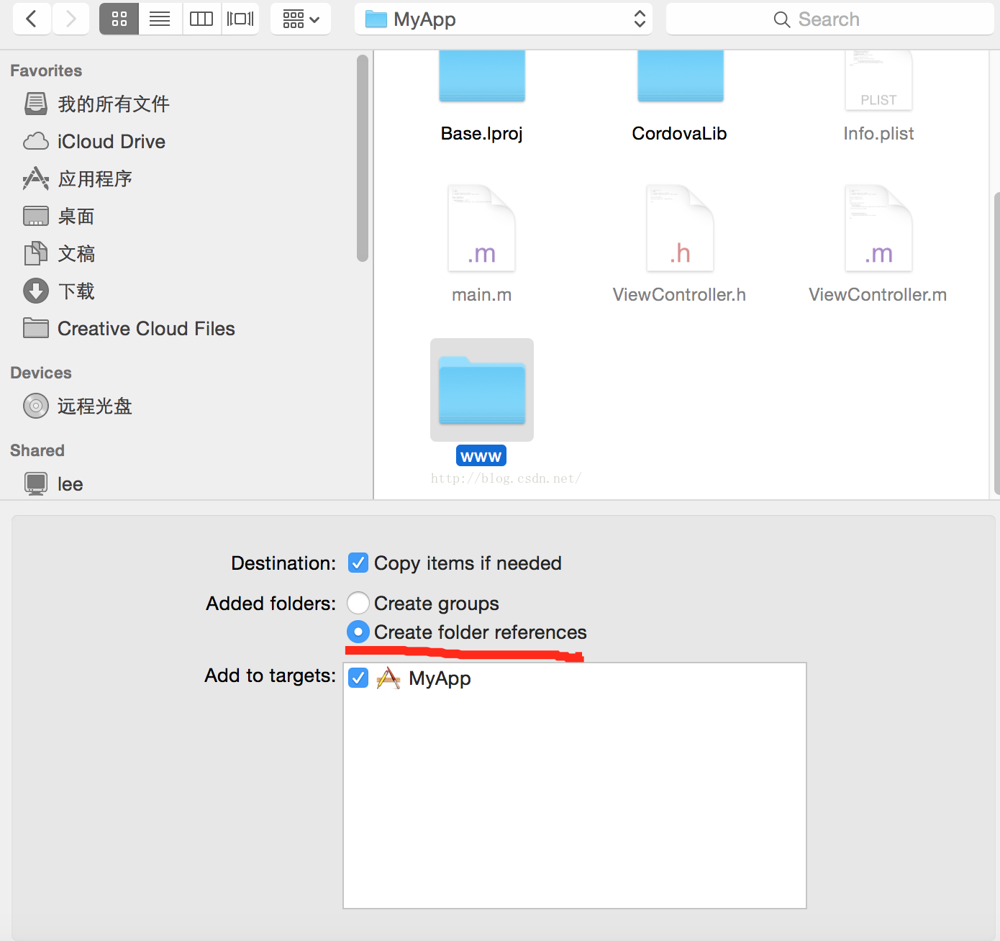 MyApp
Search
Favorites
我的所有文件
iCloud Drive
应用程序
桌面
文稿
下载
Creative Cloud Files
Devices
远程光盘
Shared
lee
PLIST
Base.lproj
CordovaLib
Info.plist
.m
.h
.m
main.m
ViewController.h
ViewController.m
www
http://blog.csdn.net/
Destination: Copy items if needed
Added folders: Create groups
Create folder references
Add to targets: MyApp